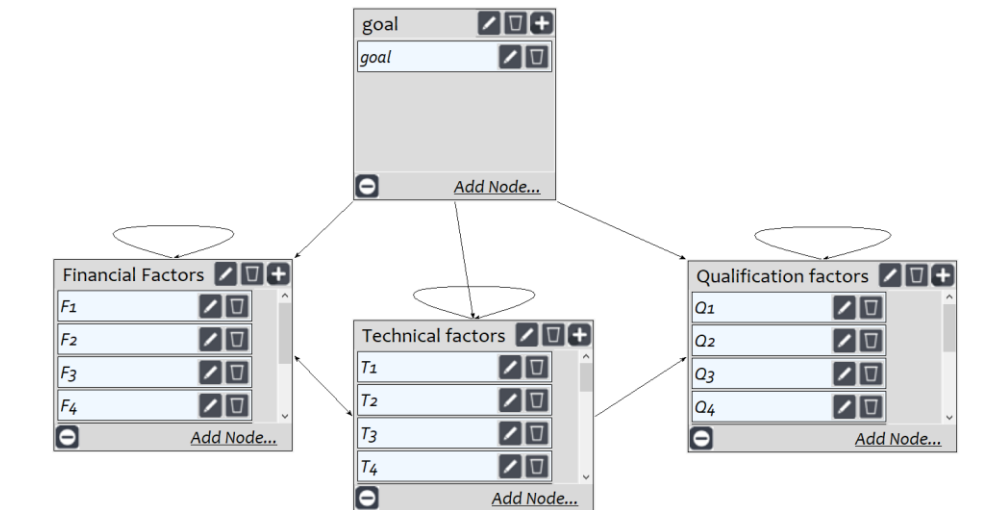 goal
goal
Add Node...
Financial Factors
F1
F2
F3
F4
Add Node...
Technical factors
T1
T2
T3
T4
Add Node...
Qualification factors
Q1
Q2
Q3
Q4
Add Node...